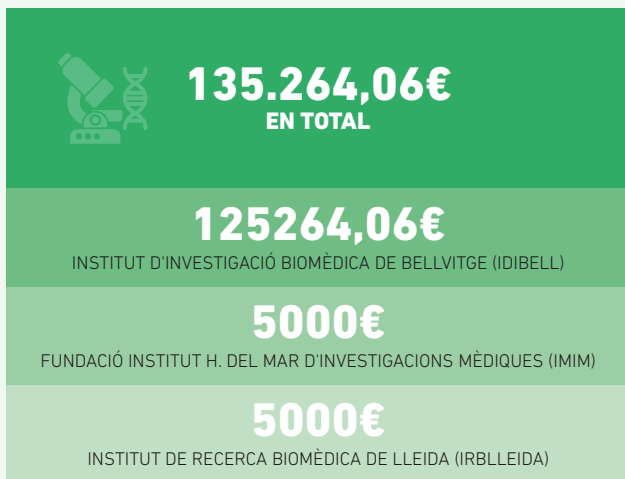 135.264,06€
EN TOTAL
125264,06€
INSTITUT D'INVESTIGACIÓ BIOMÈDICA DE BELLVITGE (IDIBELL)
5000€
FUNDACIÓ INSTITUT H. DEL MAR D'INVESTIGACIONS MÈDIQUES (IMIM)
5000€
INSTITUT DE RECERCA BIOMÈDICA DE LLEIDA (IRBLLEIDA)